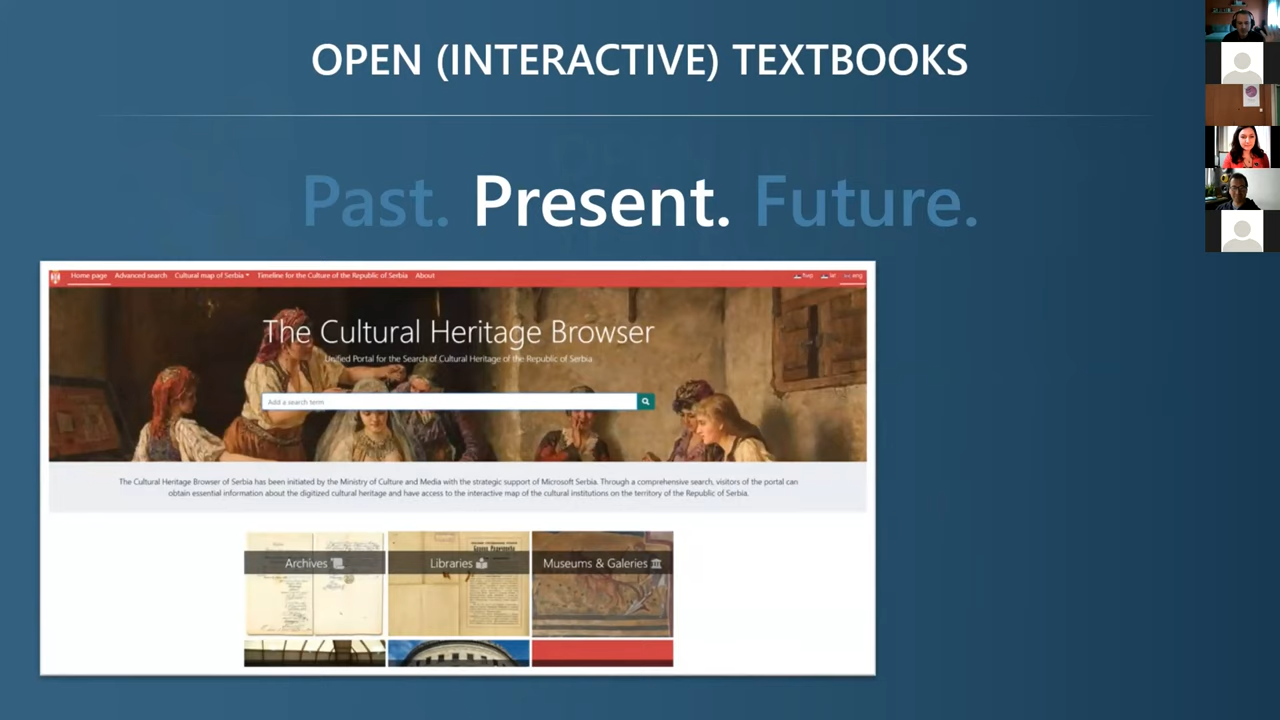 OPEN (INTERACTIVE) TEXTBOOKS
Past. Present. Future.
Home page Advanced search Cultural map of Serbia Timeline for the Culture of the Republic of Serbia About ћир lat eng
The Cultural Heritage Browser
Unified Portal for the Search of Cultural Heritage of the Republic of Serbia
Add a search term
The Cultural Heritage Browser of Serbia has been initiated by the Ministry of Culture and Media with the strategic support of Microsoft Serbia. Through a comprehensive search, visitors of the portal can
obtain essential information about the digitized cultural heritage and have access to the interactive map of the cultural institutions on the territory of the Republic of Serbia.
Archives Libraries Museums & Galeries